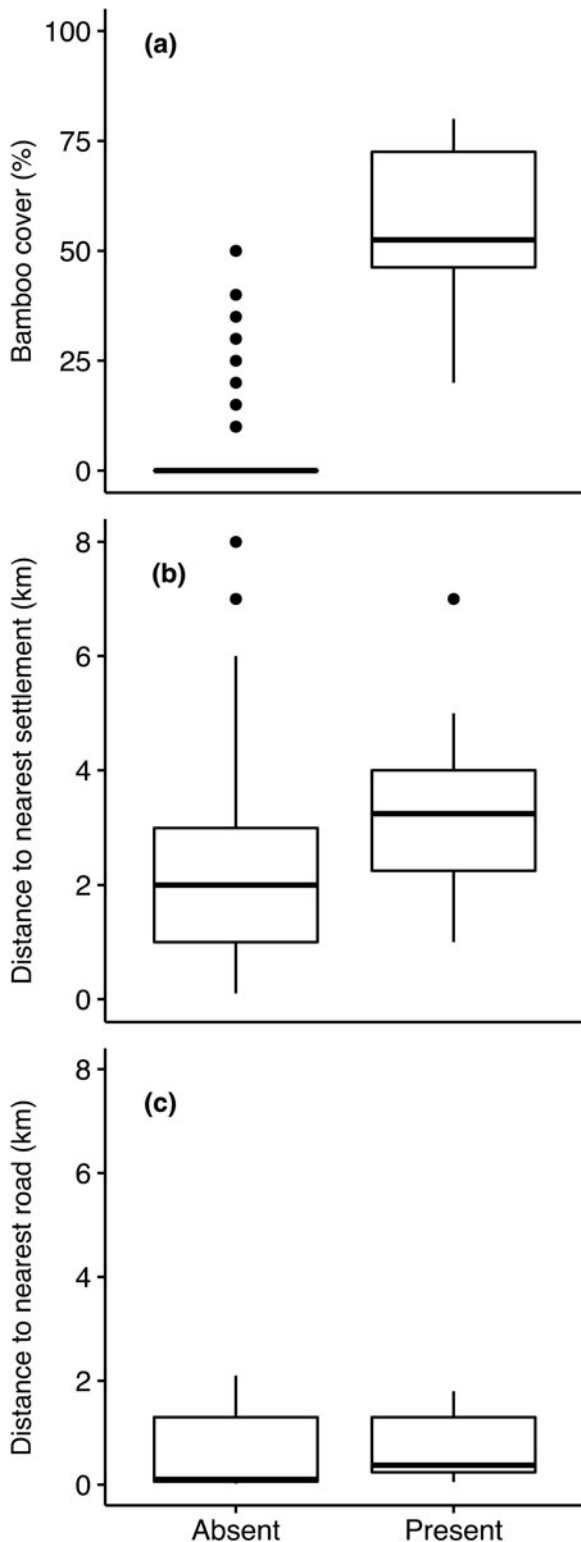 (a)
Bamboo cover (%)
100
75
50
25
0
(b)
Distance to nearest settlement (km)
8
6
4
2
0
(c)
Distance to nearest road (km)
8
6
4
2
0
Absent Present